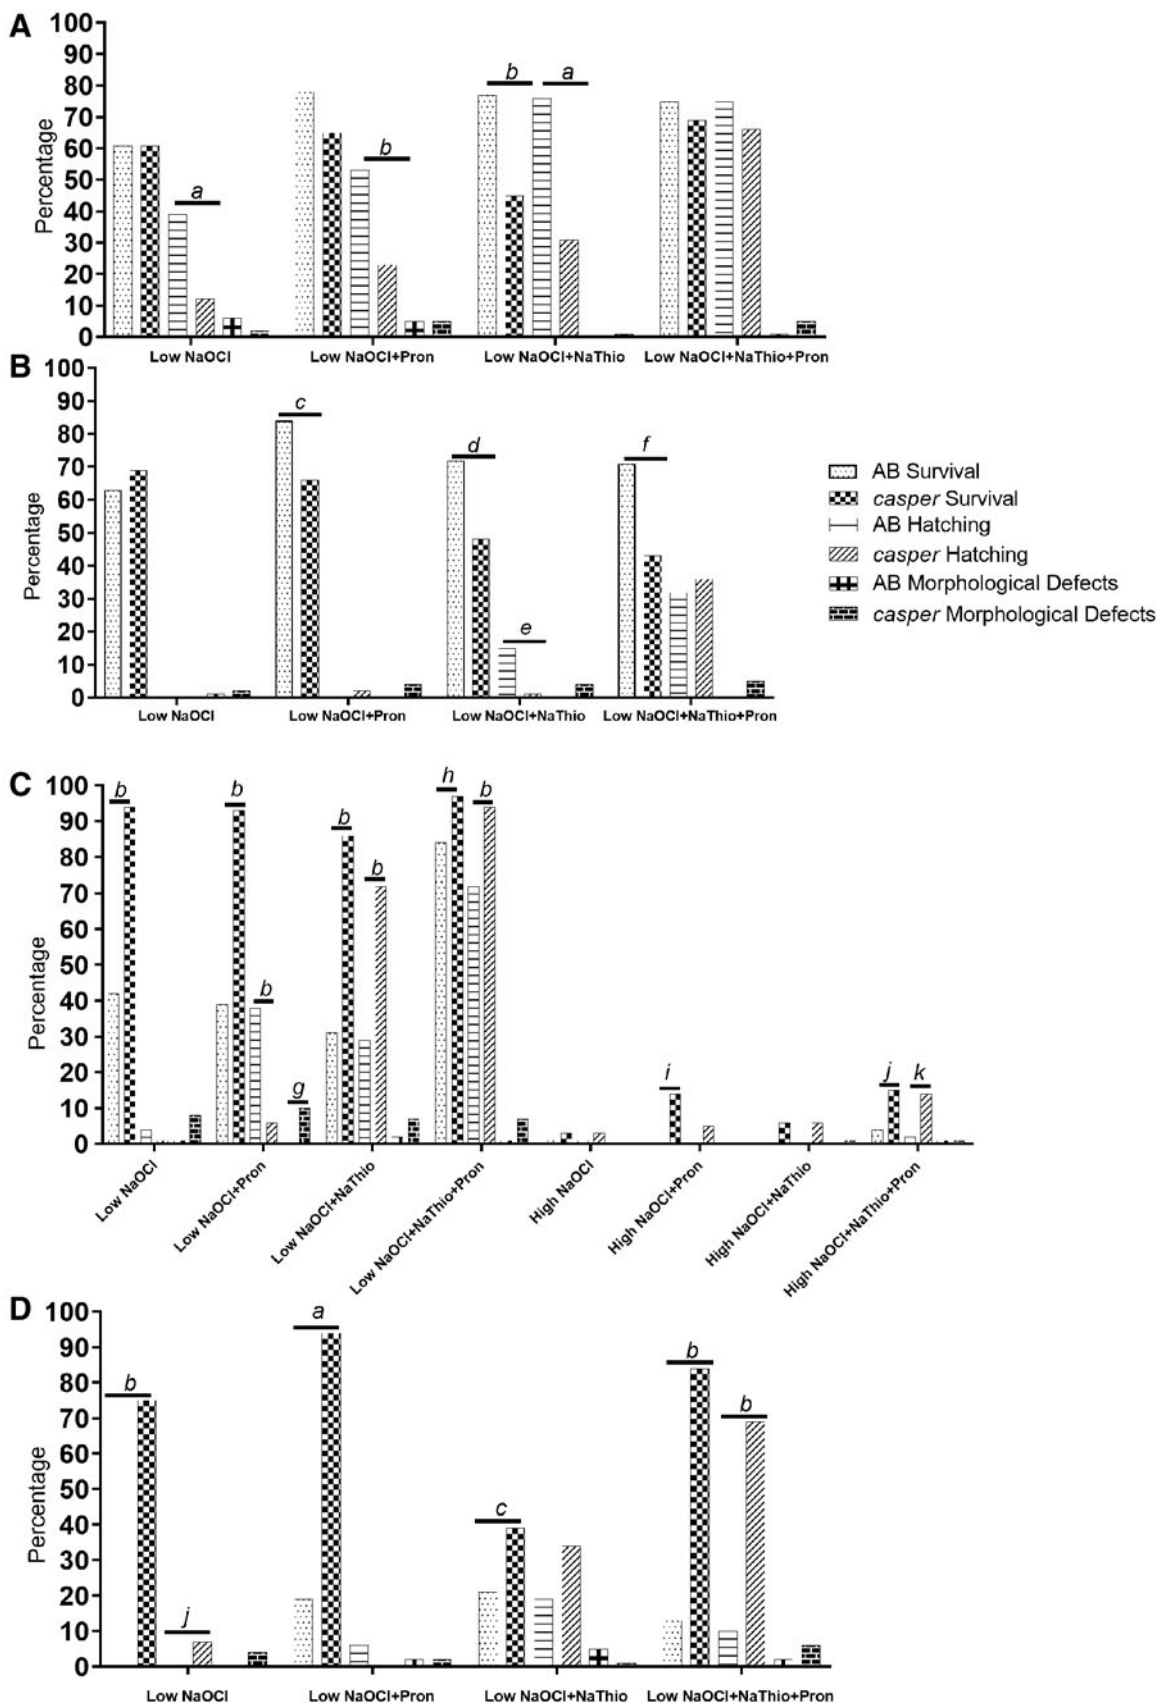 A
100
90
80
70
60
50
40
30
20
10
0
Percentage
a
b
b
a
Low NaOCl
Low NaOCl+Pron
Low NaOCl+NaThio
Low NaOCl+NaThio+Pron
B
100
90
80
70
60
50
40
30
20
10
0
Percentage
c
d
e
f
Low NaOCl
Low NaOCl+Pron
Low NaOCl+NaThio
Low NaOCl+NaThio+Pron
AB Survival
casper Survival
AB Hatching
casper Hatching
AB Morphological Defects
casper Morphological Defects
C
100
90
80
70
60
50
40
30
20
10
0
Percentage
b
b
b
g
b
b
h
b
i
j
k
Low NaOCl
Low NaOCl+Pron
Low NaOCl+NaThio
Low NaOCl+NaThio+Pron
High NaOCl
High NaOCl+Pron
High NaOCl+NaThio
High NaOCl+NaThio+Pron
D
100
90
80
70
60
50
40
30
20
10
0
Percentage
b
j
a
c
b
b
Low NaOCl
Low NaOCl+Pron
Low NaOCl+NaThio
Low NaOCl+NaThio+Pron